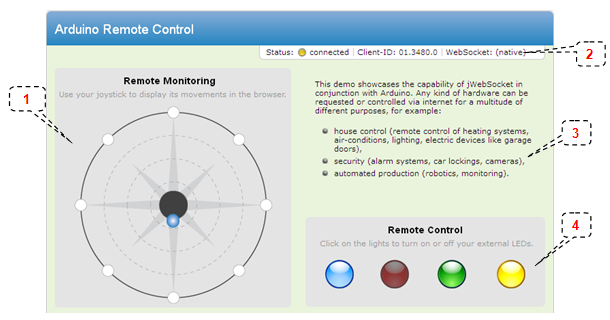 Arduino Remote Control
Status: connected | Client-ID: 01.3480.0 | WebSocket: (native)
2
1
Remote Monitoring
Use your joystick to display its movements in the browser.
This demo showcases the capability of jWebSocket in
conjunction with Arduino. Any kind of hardware can be
requested or controlled via internet for a multitude of
different purposes, for example:
house control (remote control of heating systems,
air-conditions, lighting, electric devices like garage
doors),
security (alarm systems, car lockings, cameras),
automated production (robotics, monitoring).
3
Remote Control
Click on the lights to turn on or off your external LEDs.
4